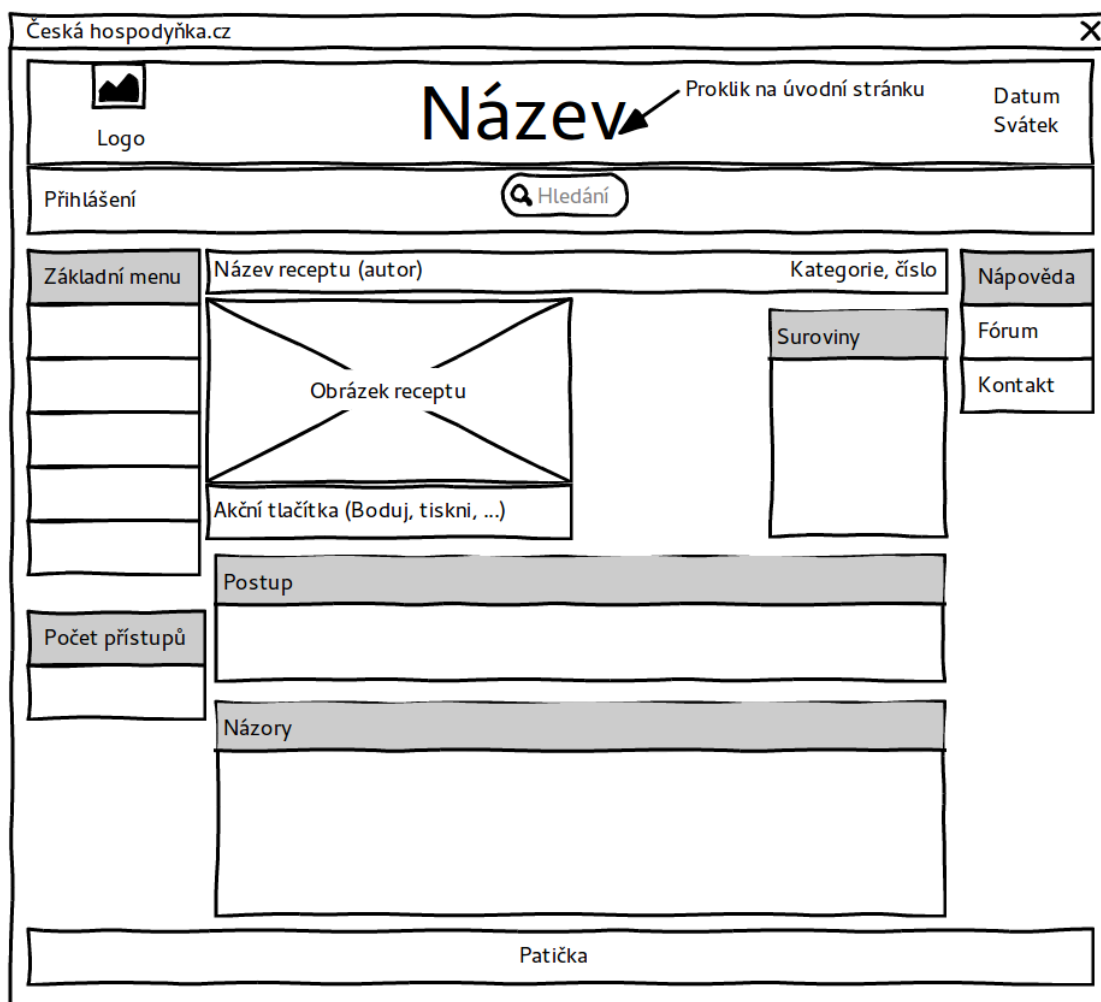 Česká hospodyňka.cz
Logo
Název
Proklik na úvodní stránku
Datum
Svátek
Přihlášení
Hledání
Základní menu
Název receptu (autor)
Kategorie, číslo
Nápověda
Fórum
Kontakt
Obrázek receptu
Suroviny
Akční tlačítka (Boduj, tiskni, ...)
Postup
Počet přístupů
Názory
Patička